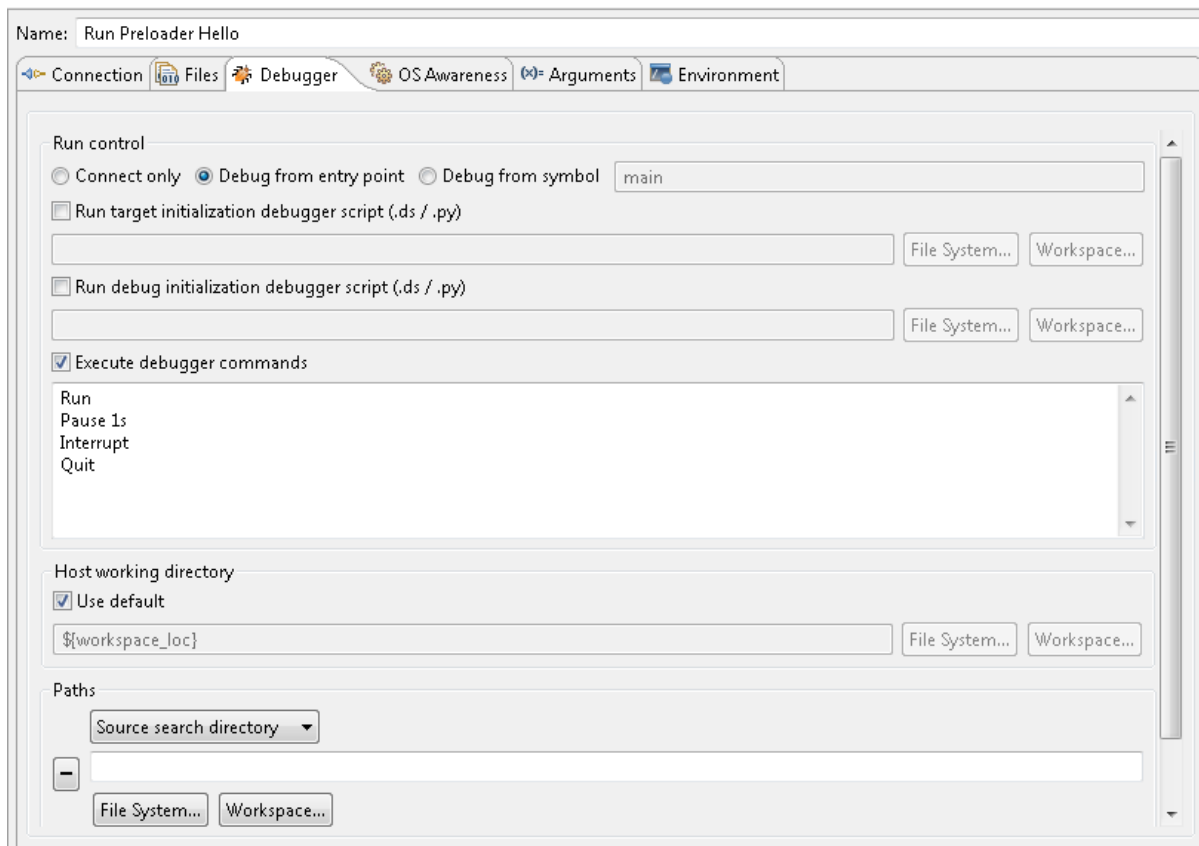 Name: Run Preloader Hello
Connection Files Debugger OS Awareness (x)= Arguments Environment
Run control
Connect only Debug from entry point Debug from symbol main
Run target initialization debugger script (.ds / .py)
File System... Workspace...
Run debug initialization debugger script (.ds / .py)
File System... Workspace...
Execute debugger commands
Run
Pause 1s
Interrupt
Quit
Host working directory
Use default
${workspace_loc}
File System... Workspace...
Paths
Source search directory
File System... Workspace...